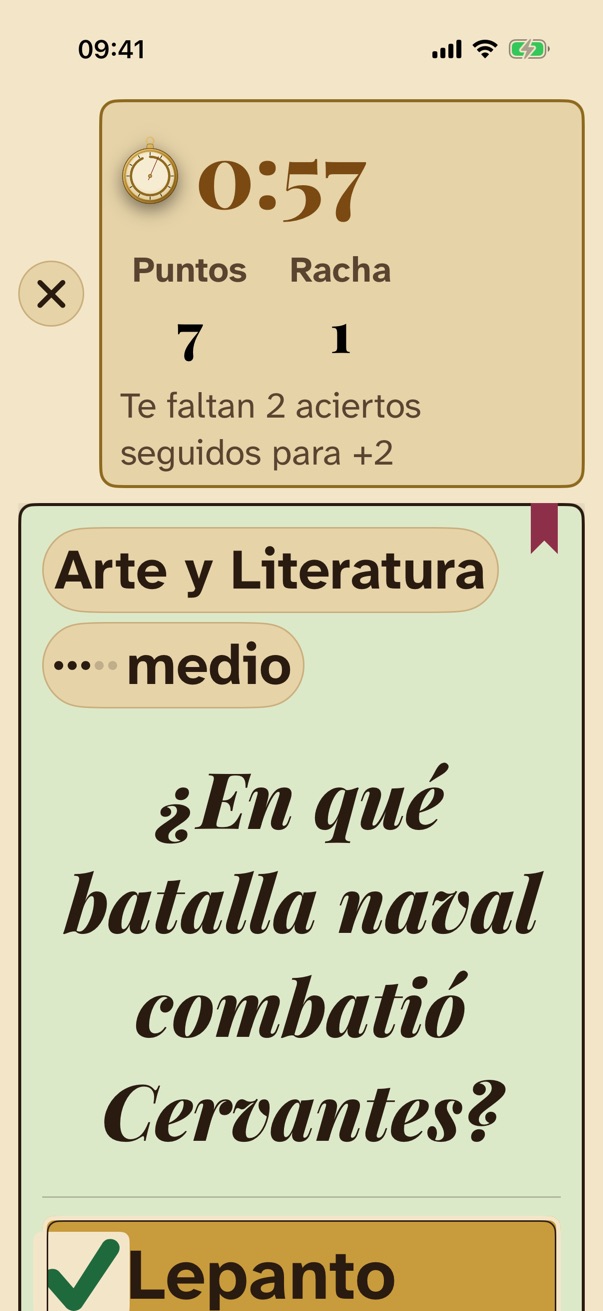 09:41
0:57
Puntos Racha
7 1
Te faltan 2 aciertos
seguidos para +2
Arte y Literatura
medio
¿En qué
batalla naval
combatió
Cervantes?
Lepanto